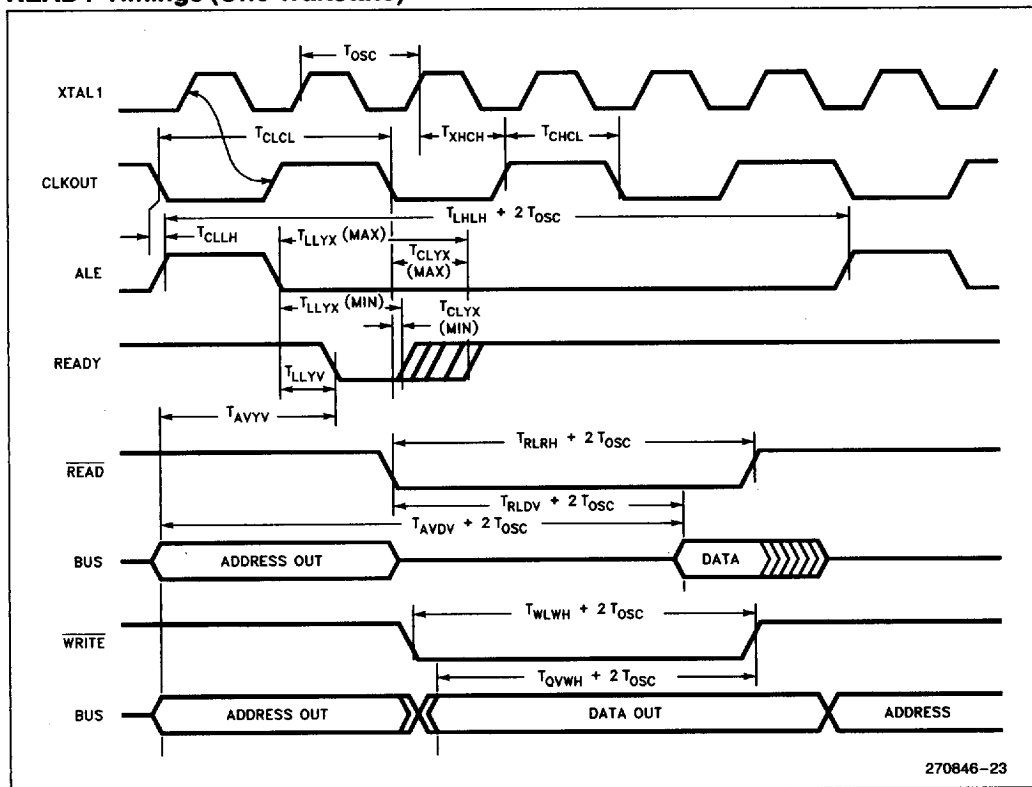 READY Timings (One Waitstate)
TOSC
XTAL1
TCLCL
TXHCH
TCHCL
CLKOUT
TLHLH + 2 TOSC
TCLLH
TLLYX (MAX)
TCLYX
(MAX)
ALE
TLLYX (MIN)
TCLYX
(MIN)
READY
TLLYV
TAVYV
TRLRH + 2 TOSC
READ
TRLDV + 2 TOSC
TAVDV + 2 TOSC
BUS
ADDRESS OUT
DATA
TWLWH + 2 TOSC
WRITE
TQVWH + 2 TOSC
BUS
ADDRESS OUT
DATA OUT
ADDRESS
270846-23